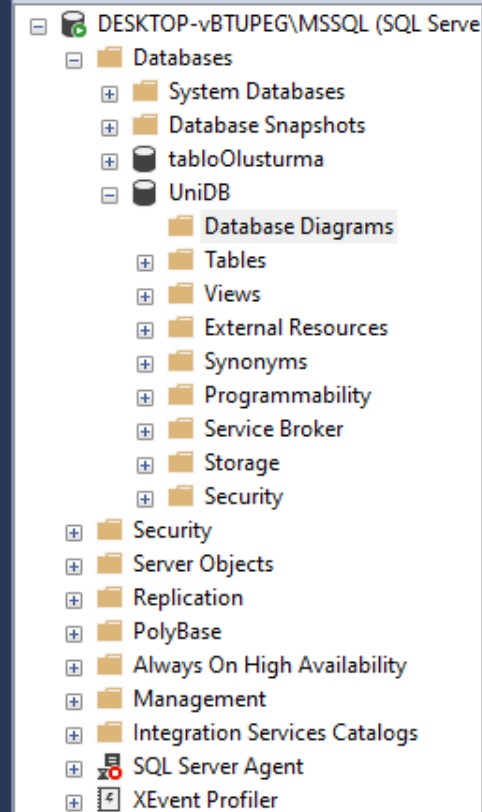 DESKTOP-vBTUPEG\MSSQL (SQL Serve
Databases
System Databases
Database Snapshots
tabloOlusturma
UniDB
Database Diagrams
Tables
Views
External Resources
Synonyms
Programmability
Service Broker
Storage
Security
Security
Server Objects
Replication
PolyBase
Always On High Availability
Management
Integration Services Catalogs
SQL Server Agent
XEvent Profiler